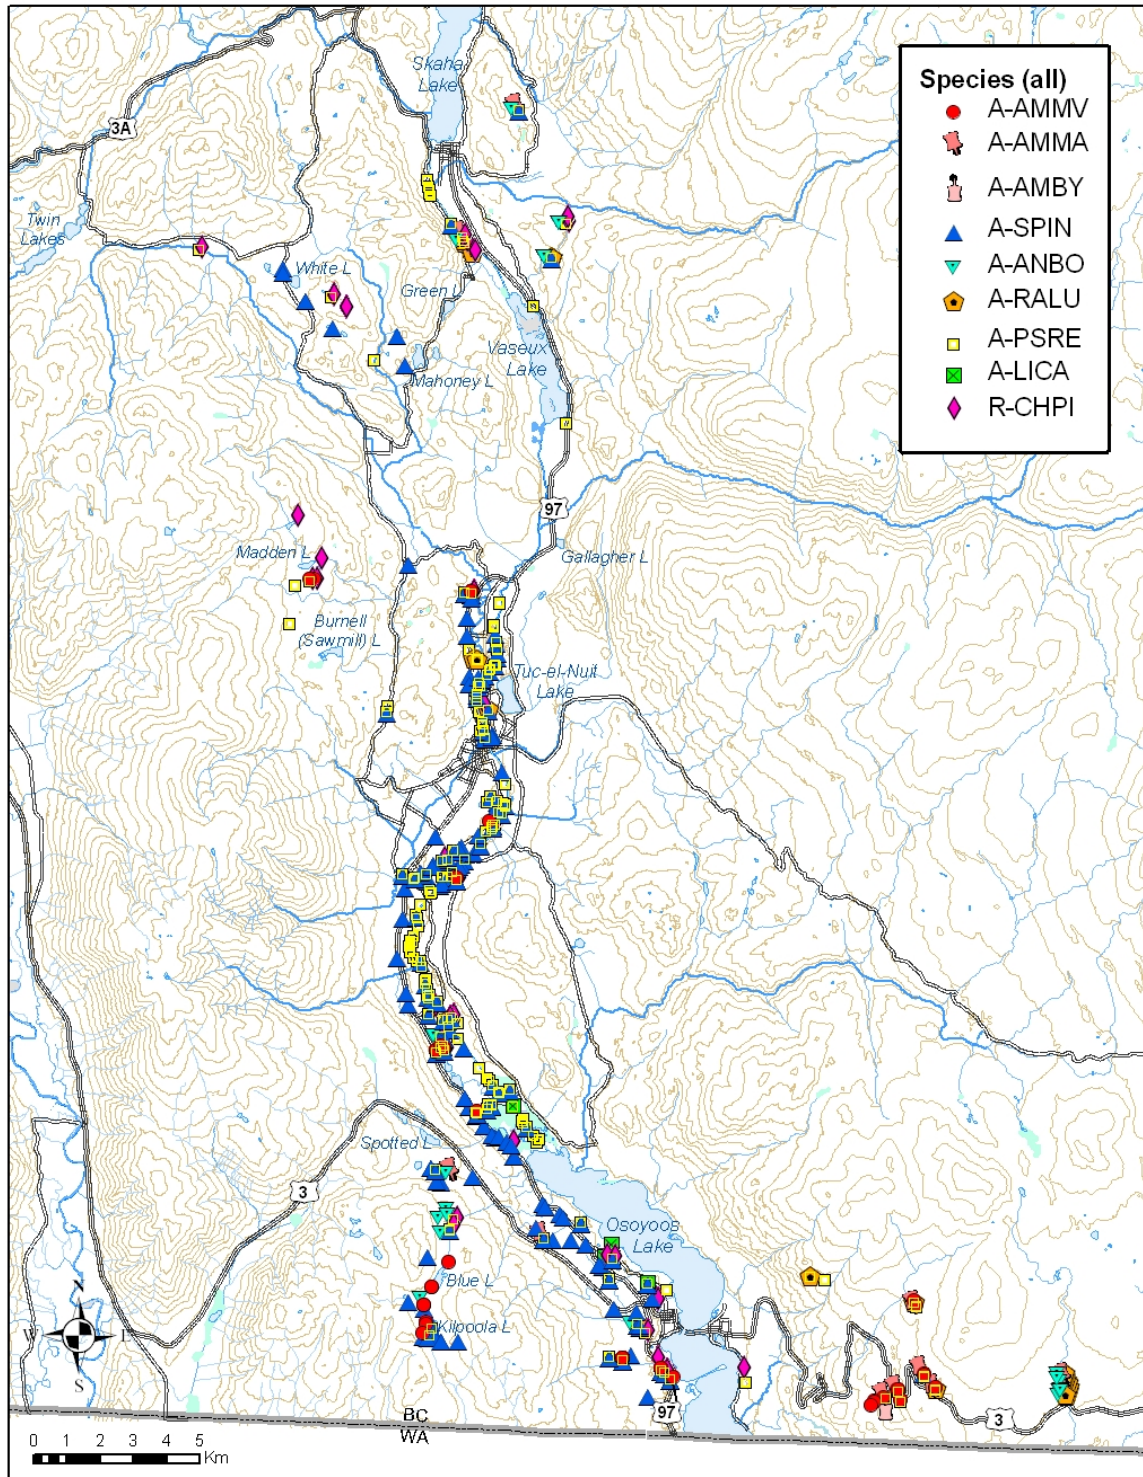 Skaha
Lake
Species (all)
A-AMMV
A-AMMA
A-AMBY
A-SPIN
A-ANBO
A-RALU
A-PSRE
A-LICA
R-CHPI
3A
Twin
Lakes
White L
Green L
Vaseux
Lake
Mahoney L
97
Madden L
Gallagher L
Burnell
(Sawmill) L
Tuc-el-Nuit
Lake
Spotted L
3
Osoyoos
Lake
Blue L
Kilpoola L
N
W
E
S
97
3
BC
WA
0 1 2 3 4 5
Km